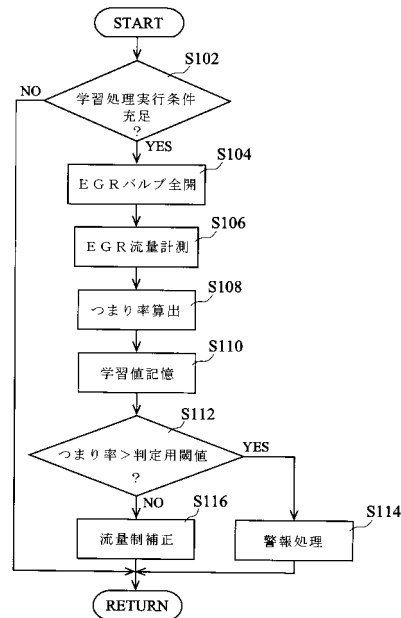 START
S102
学習処理実行条件
充足
?
NO
YES
S104
EGRバルブ全開
S106
EGR流量計測
S108
つまり率算出
S110
学習値記憶
S112
つまり率>判定用閾値
?
YES
NO
S116
流量制補正
S114
警報処理
RETURN